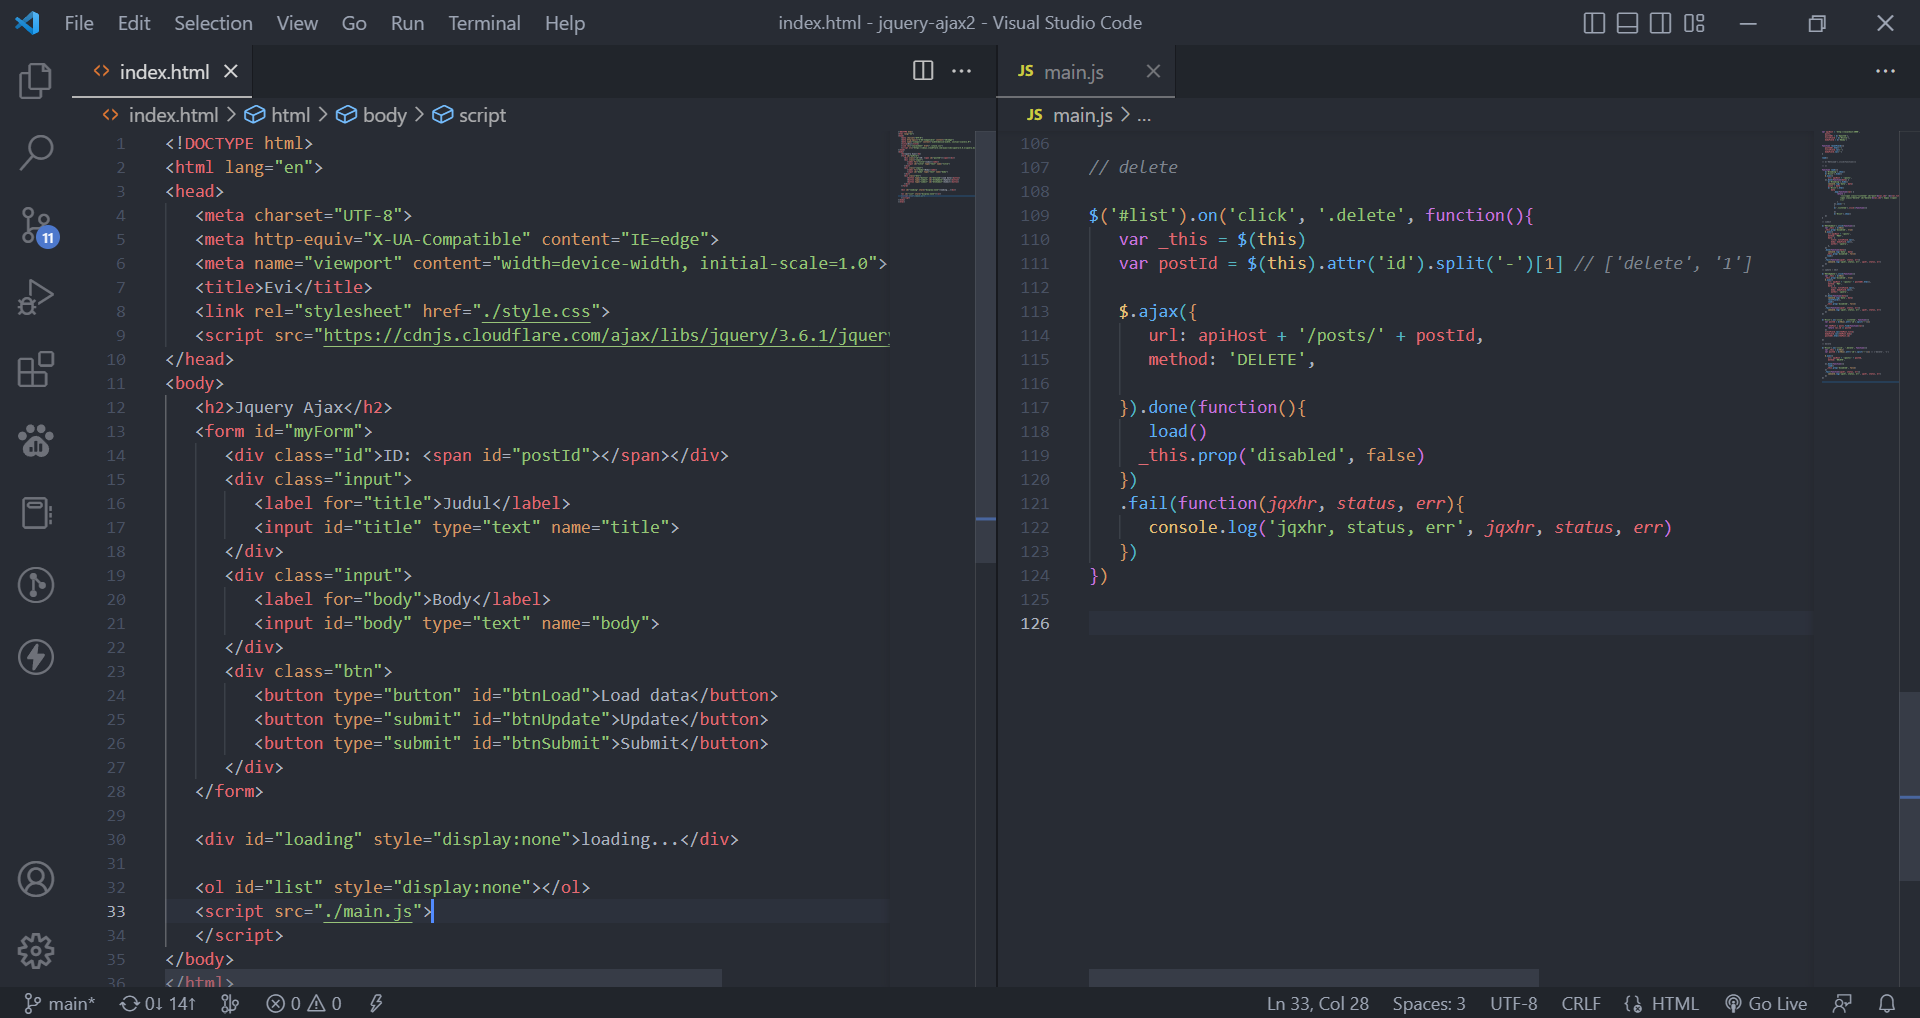 File Edit Selection View Go Run Terminal Help index.html - jquery-ajax2 - Visual Studio Code
index.html
index.html > html > body > script
1 <!DOCTYPE html>
2 <html lang="en">
3 <head>
4 <meta charset="UTF-8">
5 <meta http-equiv="X-UA-Compatible" content="IE=edge">
6 <meta name="viewport" content="width=device-width, initial-scale=1.0">
7 <title>Evi</title>
8 <link rel="stylesheet" href="./style.css">
9 <script src="https://cdnjs.cloudflare.com/ajax/libs/jquery/3.6.1/jquer
10 </head>
11 <body>
12 <h2>Jquery Ajax</h2>
13 <form id="myForm">
14 <div class="id">ID: <span id="postId"></span></div>
15 <div class="input">
16 <label for="title">Judul</label>
17 <input id="title" type="text" name="title">
18 </div>
19 <div class="input">
20 <label for="body">Body</label>
21 <input id="body" type="text" name="body">
22 </div>
23 <div class="btn">
24 <button type="button" id="btnLoad">Load data</button>
25 <button type="submit" id="btnUpdate">Update</button>
26 <button type="submit" id="btnSubmit">Submit</button>
27 </div>
28 </form>
29
30 <div id="loading" style="display:none">loading...</div>
31
32 <ol id="list" style="display:none"></ol>
33 <script src="./main.js">
34 </script>
35 </body>
36 </html>
JS main.js
JS main.js > ...
106
107 // delete
108
109 $('#list').on('click', '.delete', function(){
110 var _this = $(this)
111 var postId = $(this).attr('id').split('-')[1] // ['delete', '1']
112
113 $.ajax({
114 url: apiHost + '/posts/' + postId,
115 method: 'DELETE',
116
117 }).done(function(){
118 load()
119 _this.prop('disabled', false)
120 })
121 .fail(function(jqxhr, status, err){
122 console.log('jqxhr, status, err', jqxhr, status, err)
123 })
124 })
125
126
11
main* 0↓ 14↑ 0 0 Ln 33, Col 28 Spaces: 3 UTF-8 CRLF HTML Go Live